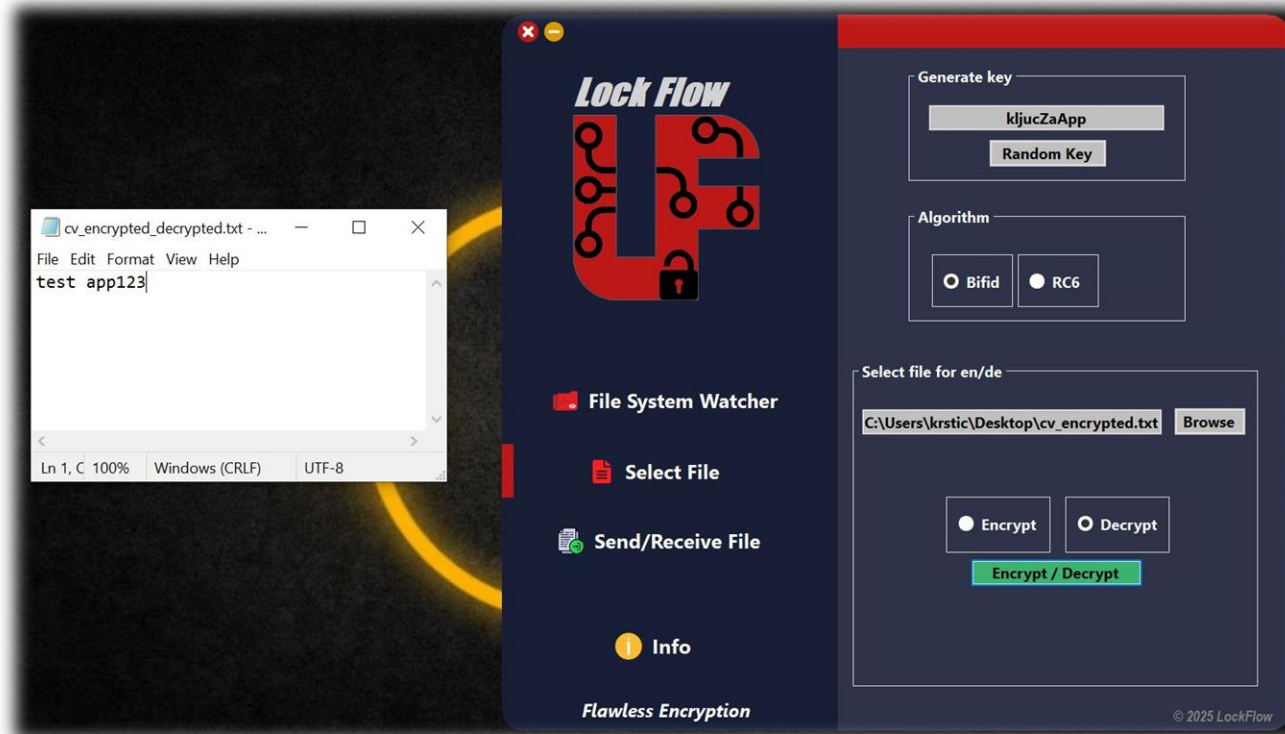 cv_encrypted_decrypted.txt - ...
File Edit Format View Help
test app123
Ln 1, C 100% Windows (CRLF) UTF-8
Lock Flow
File System Watcher
Select File
Send/Receive File
Info
Flawless Encryption
Generate key
kljucZaApp
Random Key
Algorithm
Bifid RC6
Select file for en/de
C:\Users\krstic\Desktop\cv_encrypted.txt Browse
Encrypt Decrypt
Encrypt / Decrypt
© 2025 LockFlow